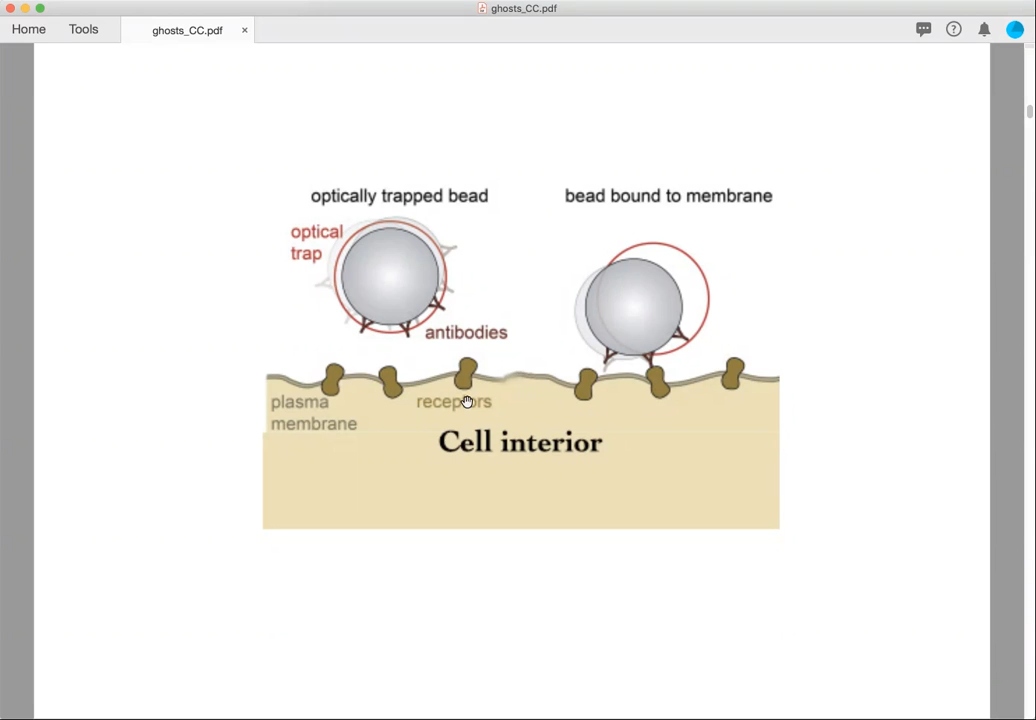 ghosts_CC.pdf
Home
Tools
ghosts_CC.pdf
optically trapped bead
bead bound to membrane
optical
trap
antibodies
plasma
membrane
receptors
Cell interior